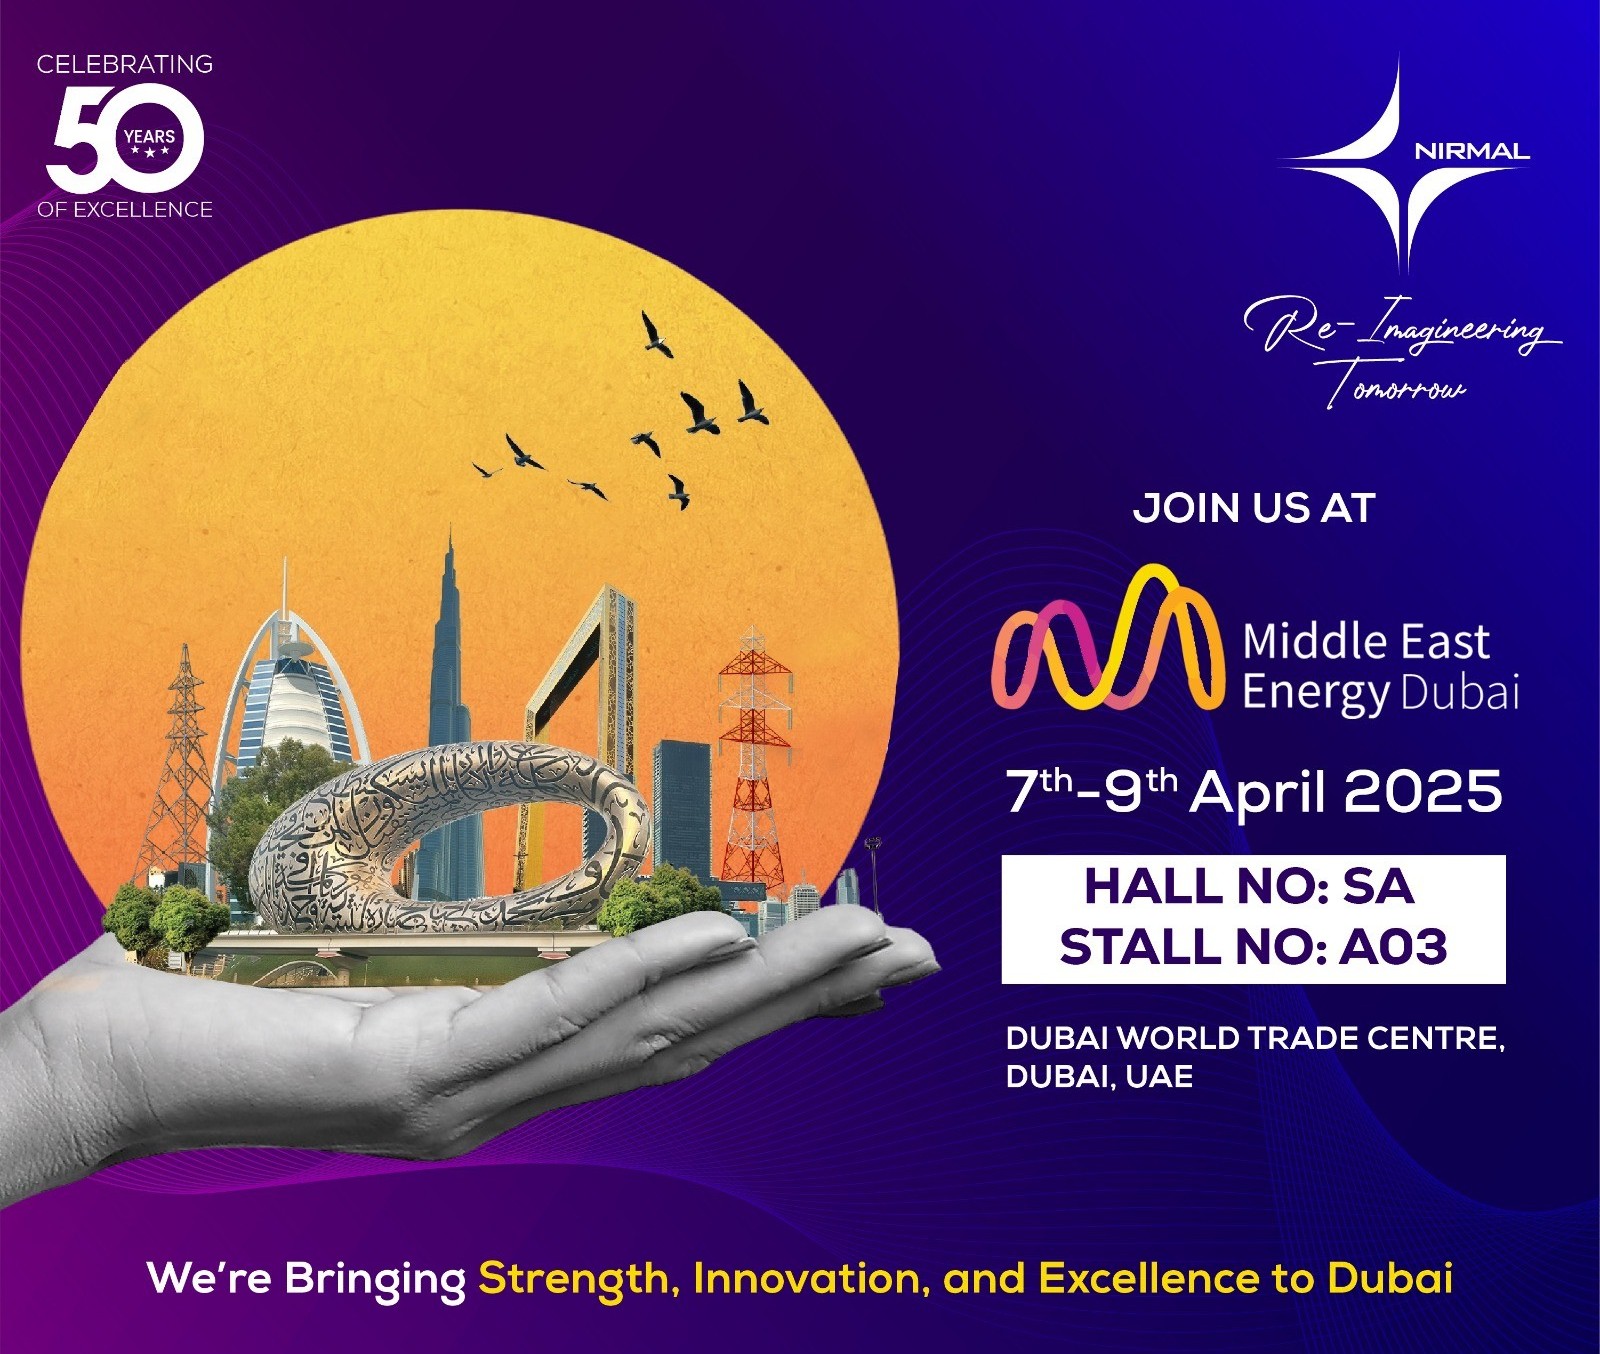 CELEBRATING
50
YEARS
OF EXCELLENCE
NIRMAL
Re-Imagineering
Tomorrow
JOIN US AT
Middle East
Energy Dubai
7th-9th April 2025
HALL NO: SA
STALL NO: A03
DUBAI WORLD TRADE CENTRE,
DUBAI, UAE
We're Bringing Strength, Innovation, and Excellence to Dubai